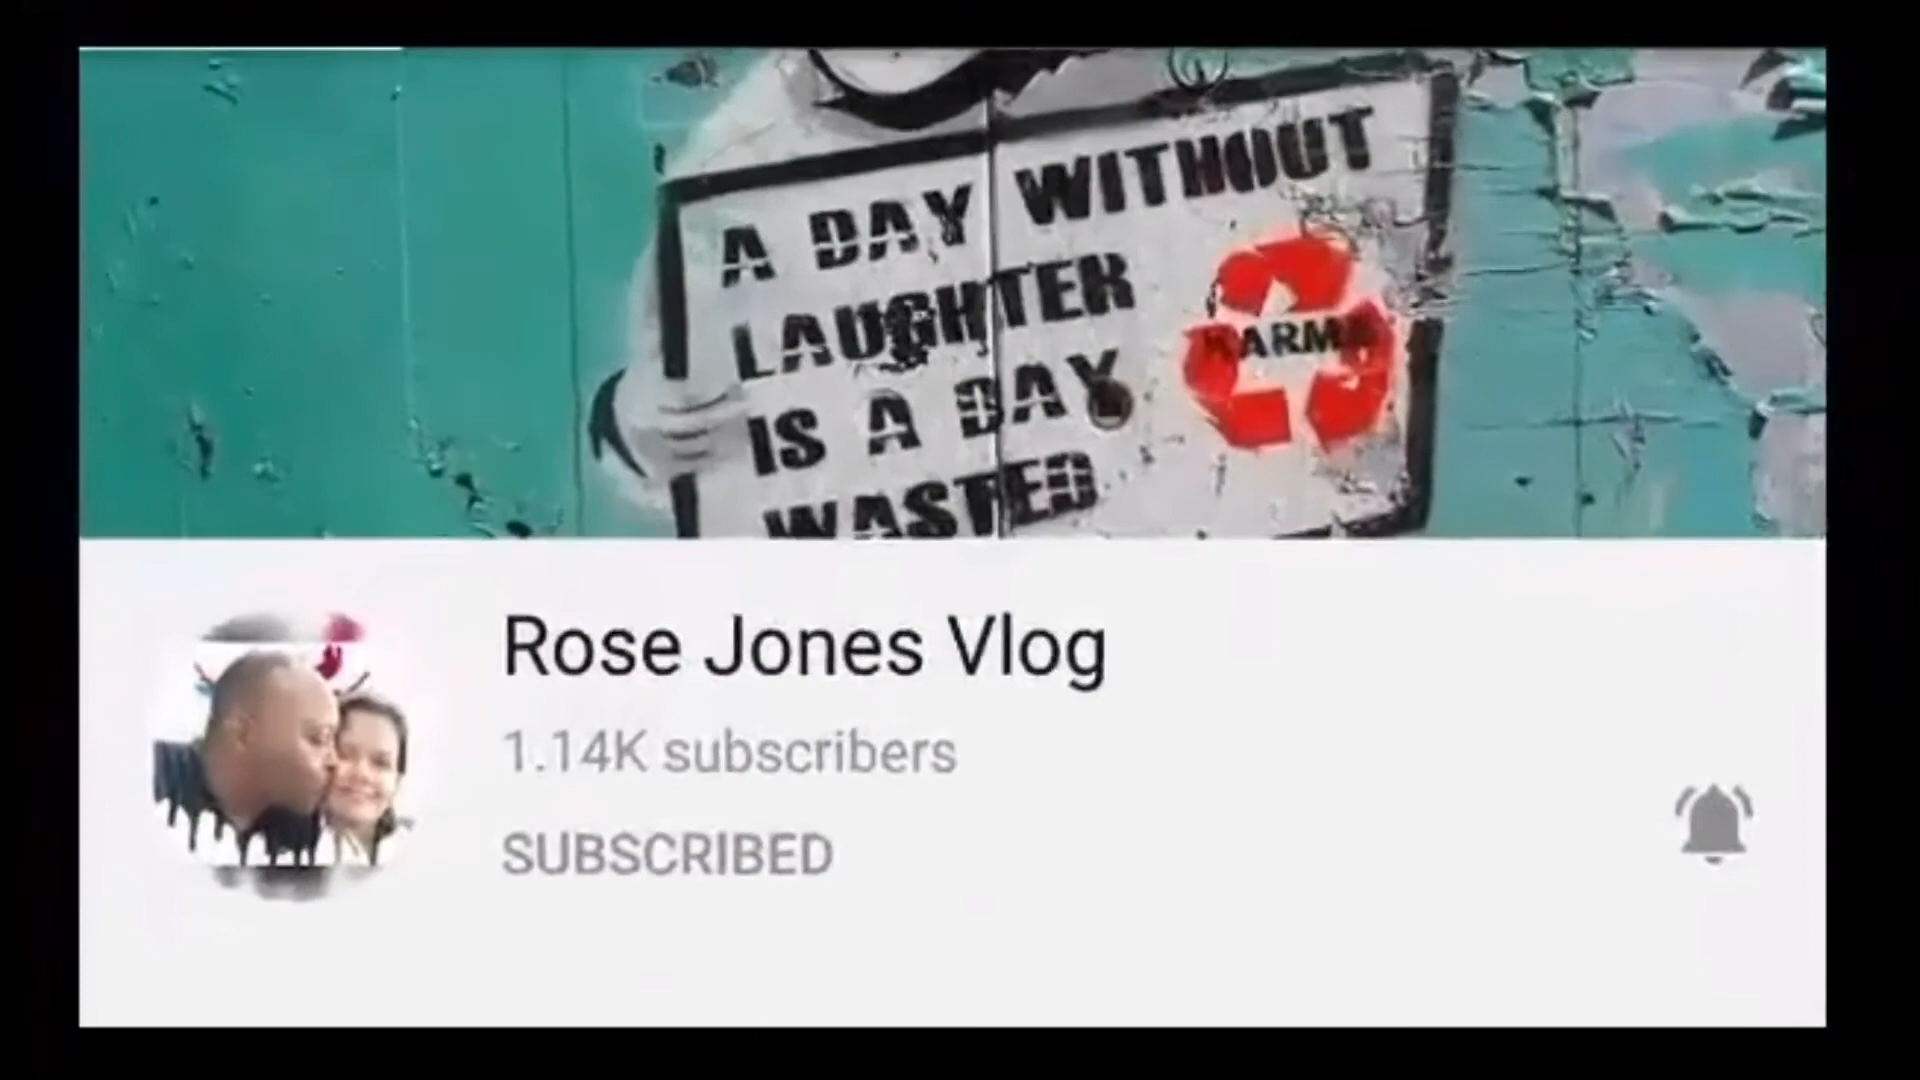 A DAY WITHOUT
LAUGHTER
IS A DAY
WASTED
KARMA
Rose Jones Vlog
1.14K subscribers
SUBSCRIBED